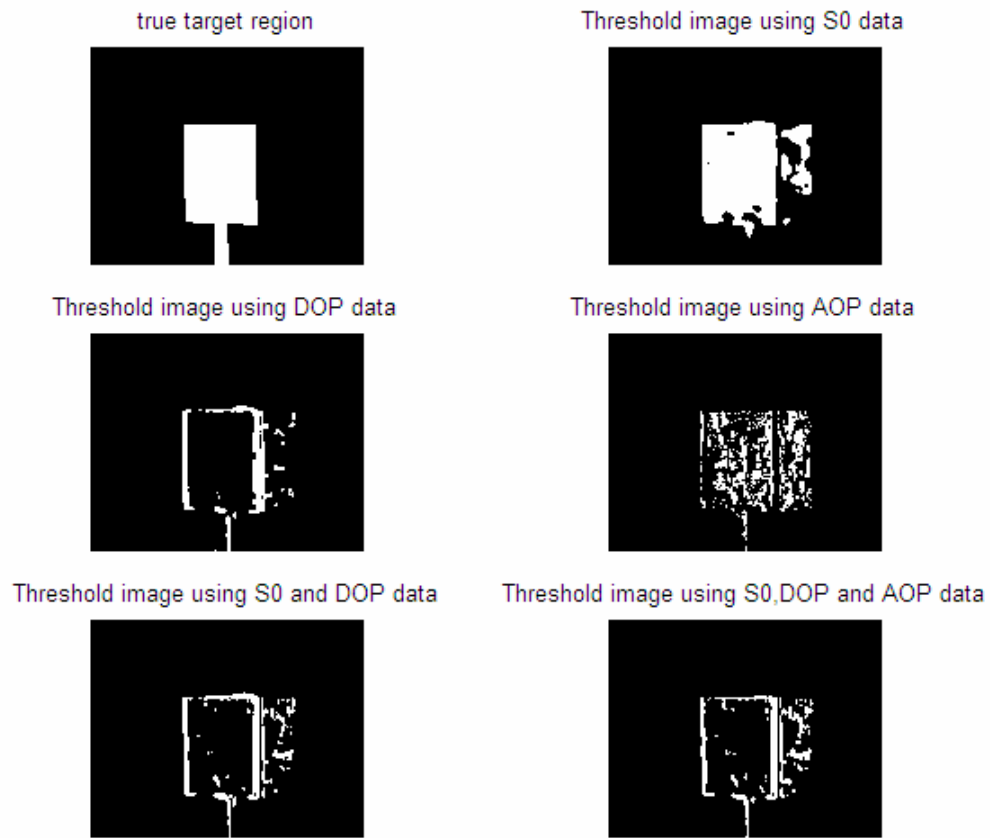 true target region
Threshold image using S0 data
Threshold image using DOP data
Threshold image using AOP data
Threshold image using S0 and DOP data
Threshold image using S0,DOP and AOP data